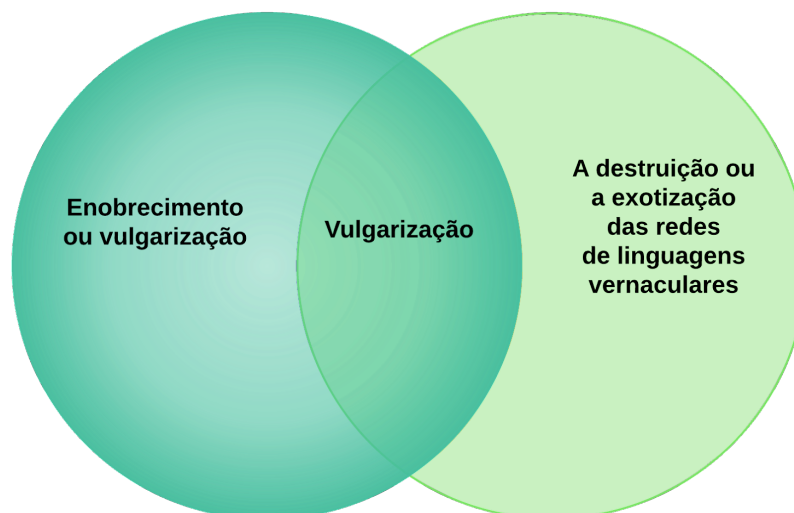 Enobrecimento
ou vulgarização
Vulgarização
A destruição ou
a exotização
das redes
de linguagens
vernaculares